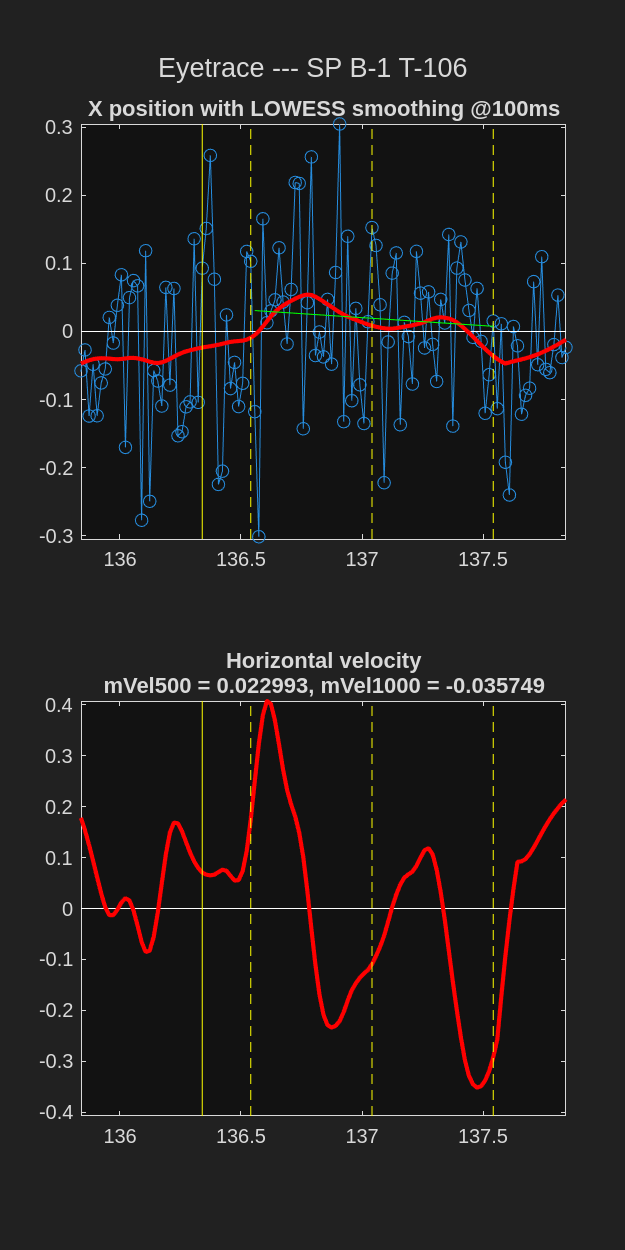 Eyetrace --- SP B-1 T-106
X position with LOWESS smoothing @100ms
0.3
0.2
0.1
0
-0.1
-0.2
-0.3
136 136.5 137 137.5
Horizontal velocity
mVel500 = 0.022993, mVel1000 = -0.035749
0.4
0.3
0.2
0.1
0
-0.1
-0.2
-0.3
-0.4
136 136.5 137 137.5